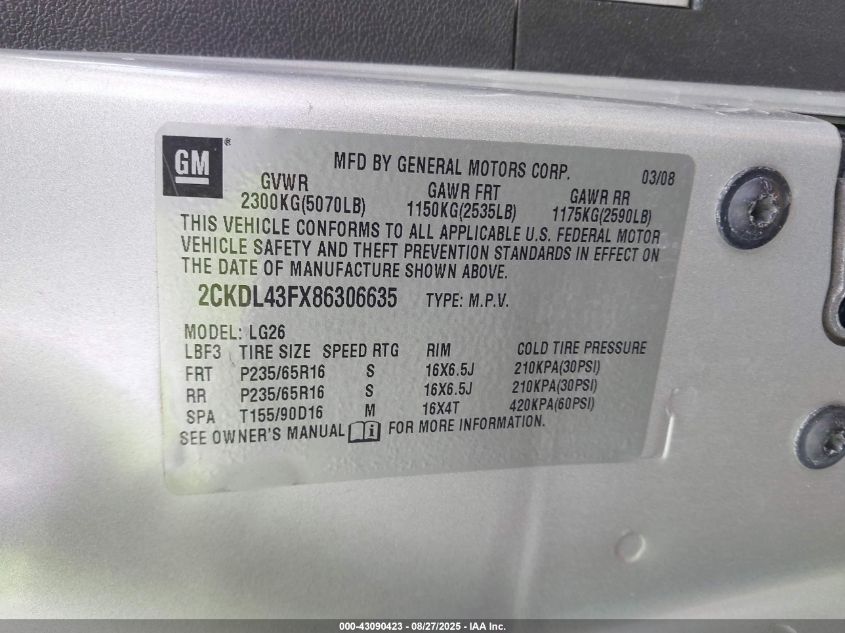 GM®
MFD BY GENERAL MOTORS CORP. 03/08
GVWR GAWR FRT GAWR RR
2300KG(5070LB) 1150KG(2535LB) 1175KG(2590LB)
THIS VEHICLE CONFORMS TO ALL APPLICABLE U.S. FEDERAL MOTOR
VEHICLE SAFETY AND THEFT PREVENTION STANDARDS IN EFFECT ON
THE DATE OF MANUFACTURE SHOWN ABOVE.
2CKDL43FX86306635 TYPE: M.P.V.
MODEL: LG26
LBF3 TIRE SIZE SPEED RTG RIM COLD TIRE PRESSURE
FRT P235/65R16 S 16X6.5J 210KPA(30PSI)
RR P235/65R16 S 16X6.5J 210KPA(30PSI)
SPA T155/90D16 M 16X4T 420KPA(60PSI)
SEE OWNER'S MANUAL i FOR MORE INFORMATION.
000-43090423 - 08/27/2025 - IAA Inc.